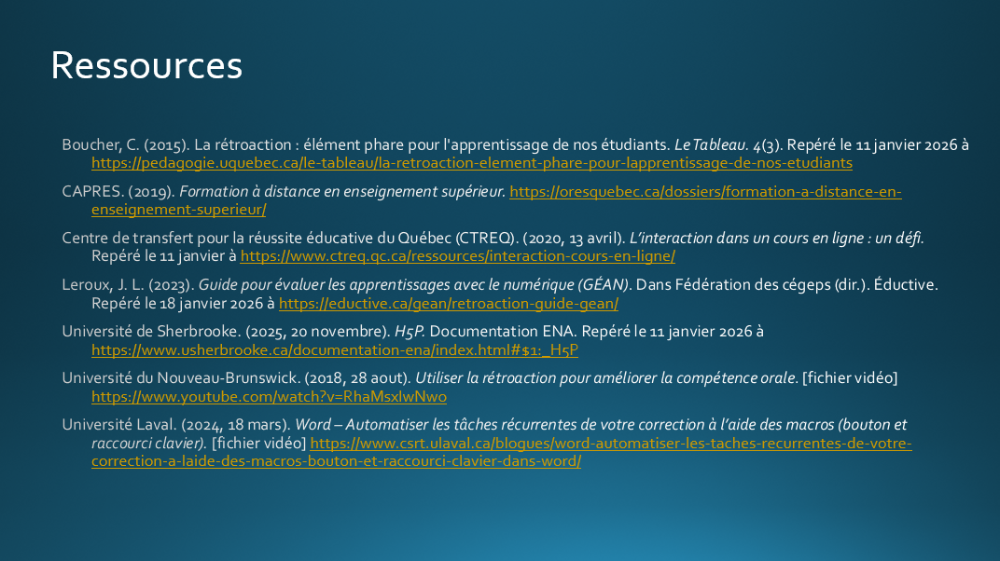 Ressources
Boucher, C. (2015). La rétroaction : élément phare pour l'apprentissage de nos étudiants. Le Tableau. 4(3). Repéré le 11 janvier 2026 à
https://pedagogie.uquebec.ca/le-tableau/la-retroaction-element-phare-pour-lapprentissage-de-nos-etudiants
CAPRES. (2019). Formation à distance en enseignement supérieur. https://oresquebec.ca/dossiers/formation-a-distance-en-
enseignement-superieur/
Centre de transfert pour la réussite éducative du Québec (CTREQ). (2020, 13 avril). L’interaction dans un cours en ligne : un défi.
Repéré le 11 janvier à https://www.ctreq.qc.ca/ressources/interaction-cours-en-ligne/
Leroux, J. L. (2023). Guide pour évaluer les apprentissages avec le numérique (GÉAN). Dans Fédération des cégeps (dir.). Éductive.
Repéré le 18 janvier 2026 à https://eductive.ca/gean/retroaction-guide-gean/
Université de Sherbrooke. (2025, 20 novembre). H5P. Documentation ENA. Repéré le 11 janvier 2026 à
https://www.usherbrooke.ca/documentation-ena/index.html#$1:_H5P
Université du Nouveau-Brunswick. (2018, 28 aout). Utiliser la rétroaction pour améliorer la compétence orale. [fichier vidéo]
https://www.youtube.com/watch?v=RhaMsxIwNwo
Université Laval. (2024, 18 mars). Word – Automatiser les tâches récurrentes de votre correction à l’aide des macros (bouton et
raccourci clavier). [fichier vidéo] https://www.csrt.ulaval.ca/blogues/word-automatiser-les-taches-recurrentes-de-votre-
correction-a-laide-des-macros-bouton-et-raccourci-clavier-dans-word/